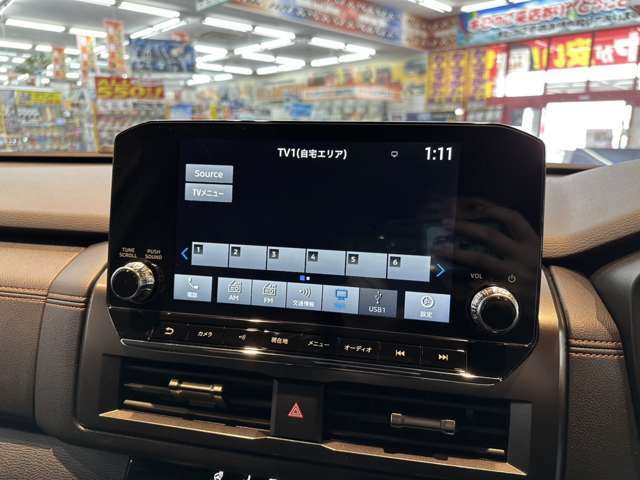 安い!
TV1(自宅エリア)
1:11
Source
TVメニュー
1 2 3 4 5 6
TUNE SCROLL
PUSH SOUND
VOL
電話 AM FM 交通情報 USB1 設定
カメラ 現在地 メニュー オーディオ